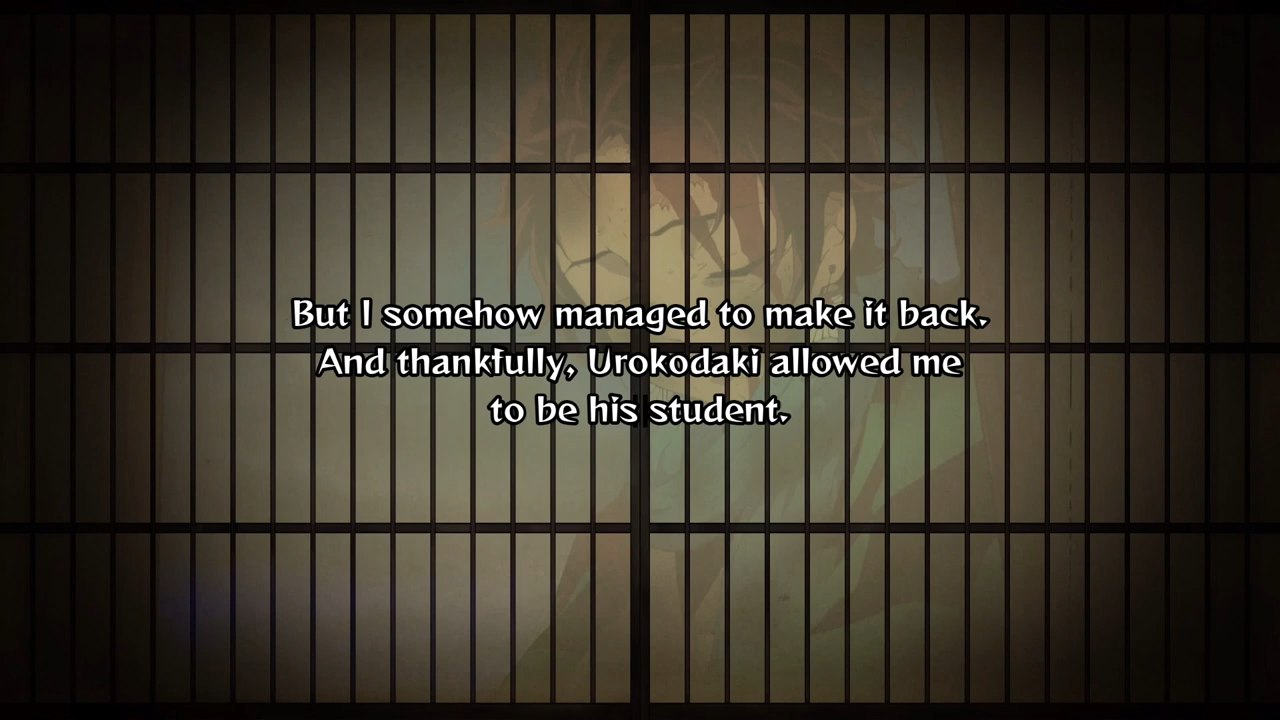 But I somehow managed to make it back.
And thankfully, Urokodaki allowed me
to be his student.